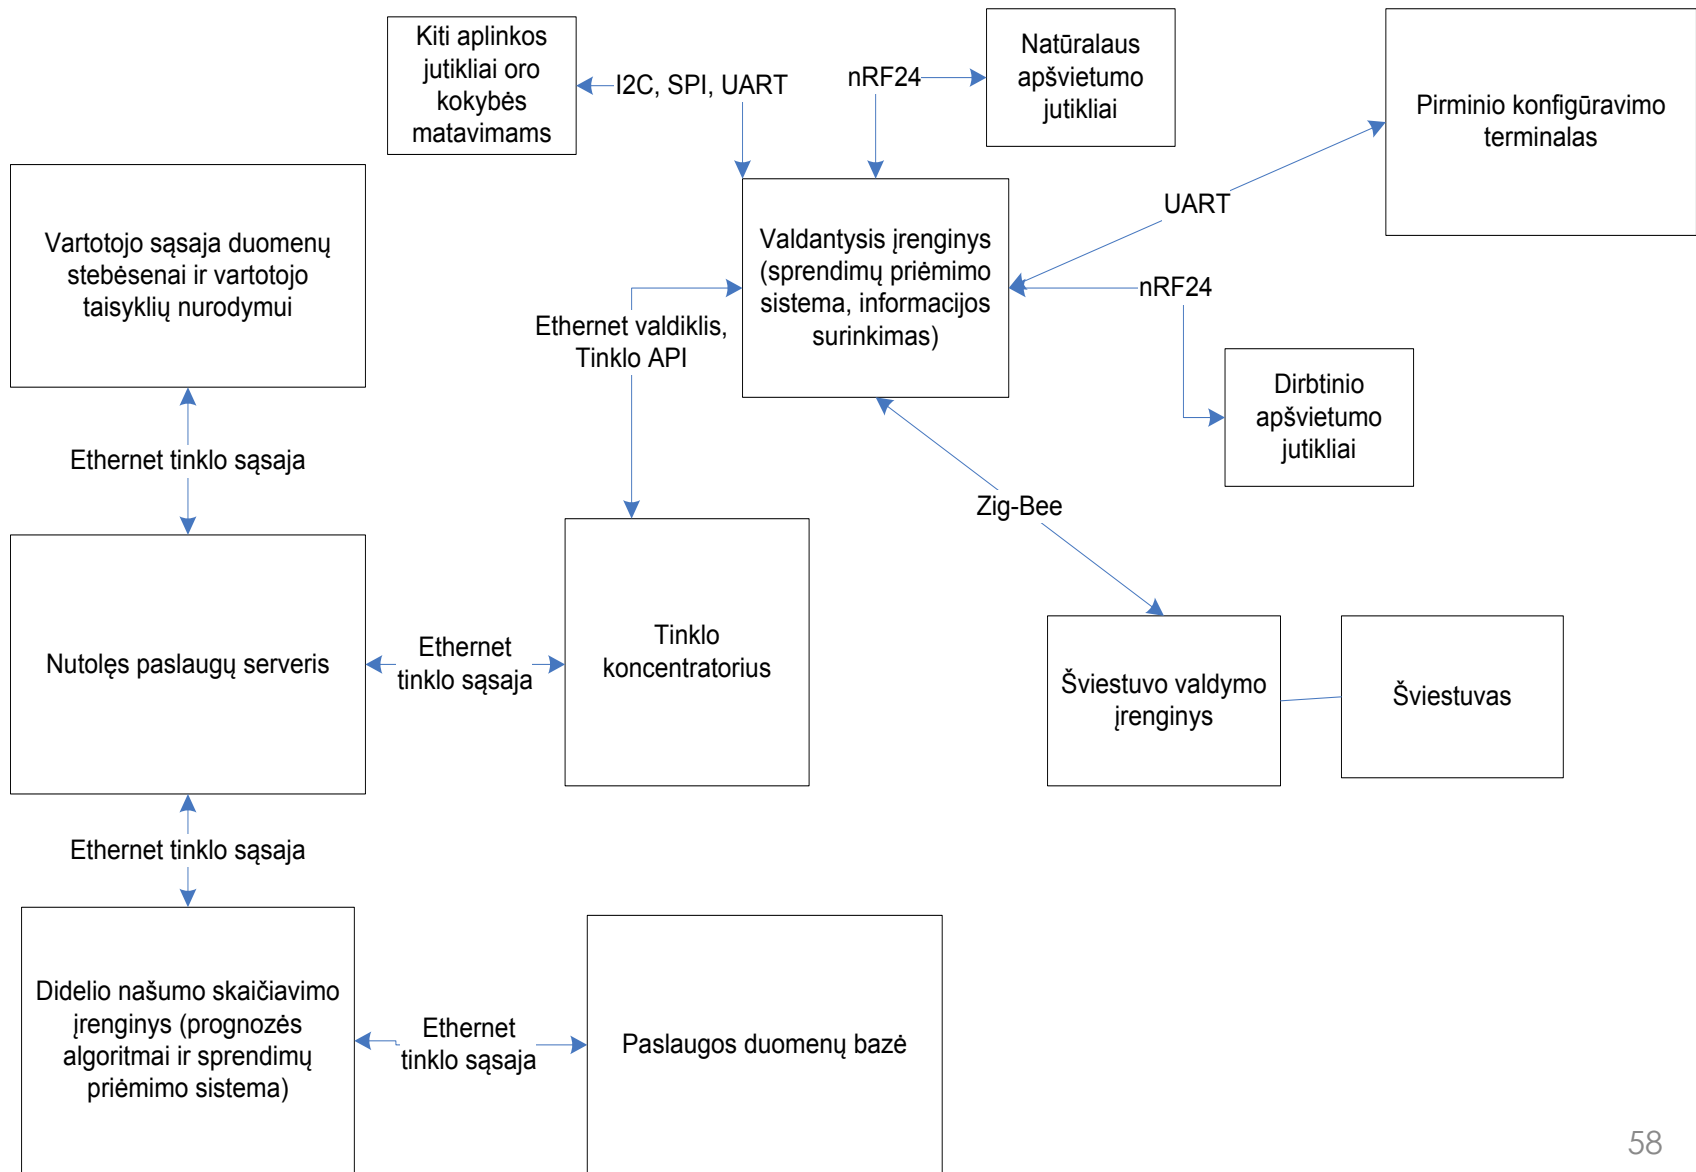 Kiti aplinkos
jutikliai oro
kokybės
matavimams
I2C, SPI, UART
nRF24
Natūralaus
apšvietumo
jutikliai
Pirminio konfigūravimo
terminalas
Vartotojo sąsaja duomenų
stebėsenai ir vartotojo
taisyklių nurodymui
Valdantysis įrenginys
(sprendimų priėmimo
sistema, informacijos
surinkimas)
UART
nRF24
Ethernet valdiklis,
Tinklo API
Dirbtinio
apšvietumo
jutikliai
Ethernet tinklo sąsaja
Zig-Bee
Nutolęs paslaugų serveris
Ethernet
tinklo sąsaja
Tinklo
koncentratorius
Šviestuvo valdymo
įrenginys
Šviestuvas
Ethernet tinklo sąsaja
Didelio našumo skaičiavimo
įrenginys (prognozės
algoritmai ir sprendimų
priėmimo sistema)
Ethernet
tinklo sąsaja
Paslaugos duomenų bazė
58